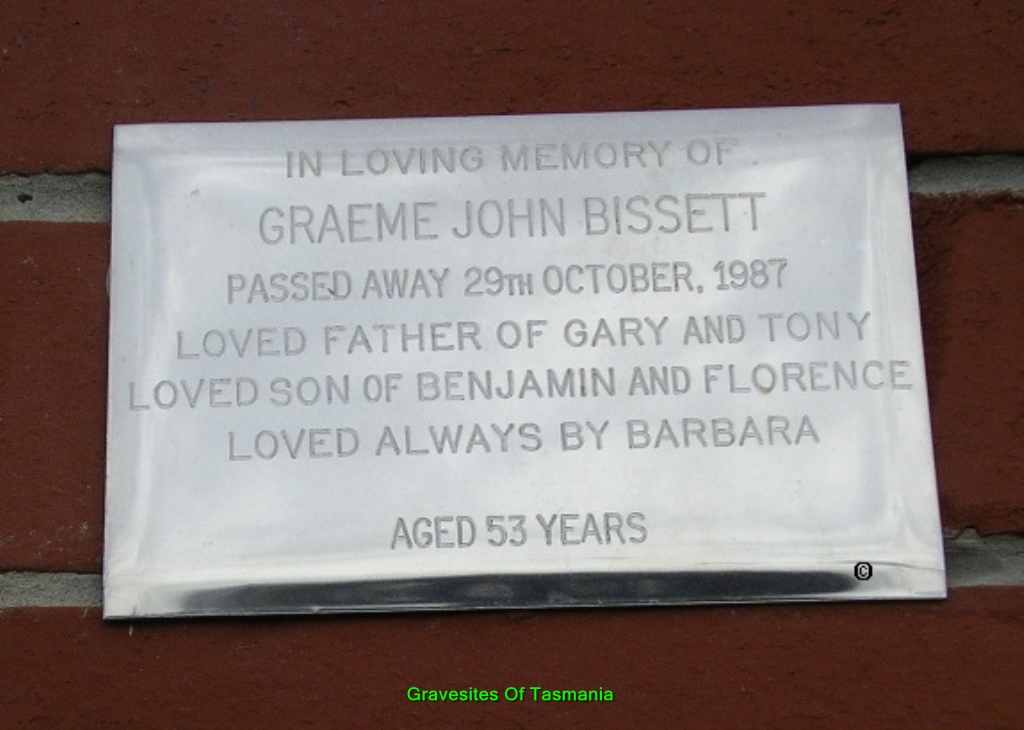 IN LOVING MEMORY OF.
GRAEME JOHN BISSETT
PASSED AWAY 29TH OCTOBER, 1987
LOVED FATHER OF GARY AND TONY
LOVED SON OF BENJAMIN AND FLORENCE
LOVED ALWAYS BY BARBARA
AGED 53 YEARS
©
Gravesites Of Tasmania